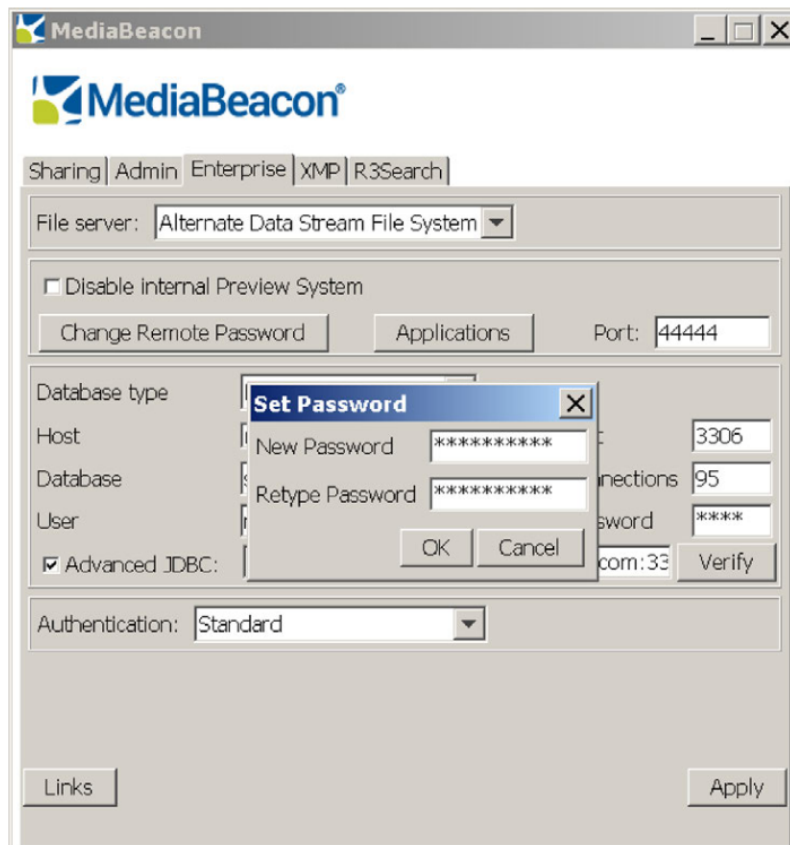 MediaBeacon
MediaBeacon®
Sharing Admin Enterprise XMP R3Search
File server: Alternate Data Stream File System
Disable internal Preview System
Change Remote Password Applications Port: 44444
Database type
Set Password
Host 3306
New Password **********
Database 95
Retype Password **********
User ****
OK Cancel
Advanced JDBC: com:33 Verify
Authentication: Standard
Links Apply